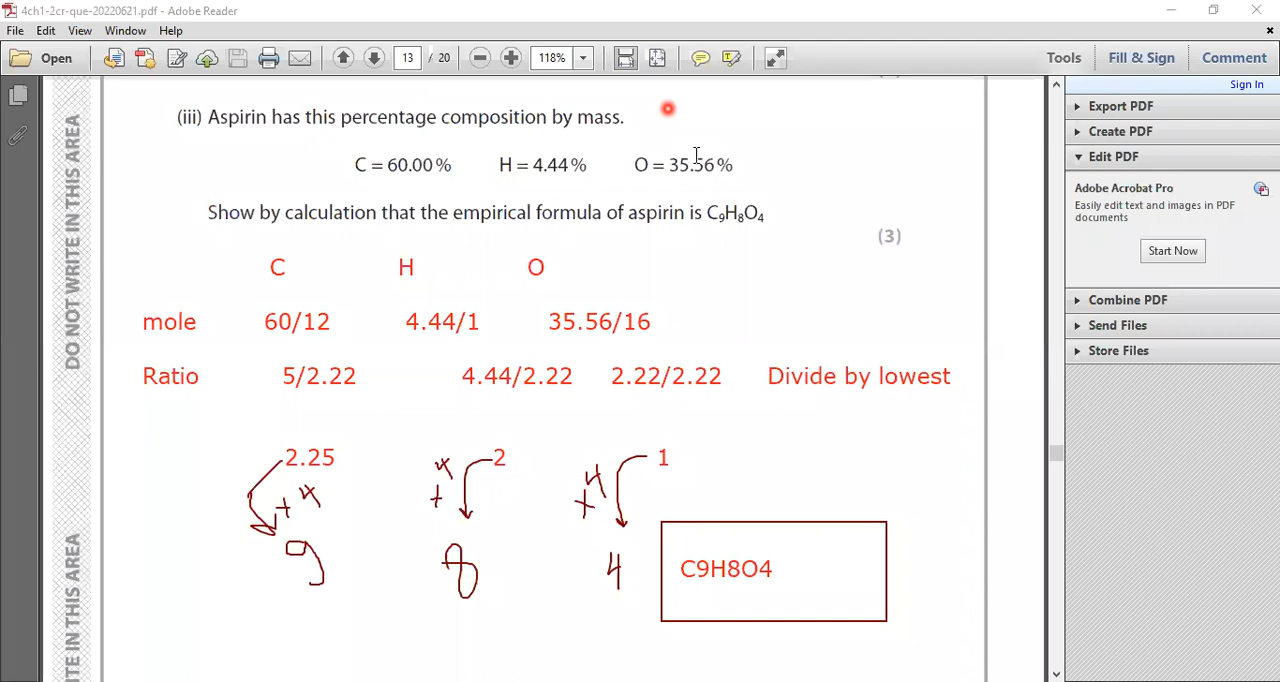 4ch1-2cr-que-20220621.pdf - Adobe Reader
File Edit View Window Help
Open 13 / 20 118% Tools Fill & Sign Comment
Sign In
Export PDF
Create PDF
Edit PDF
Adobe Acrobat Pro
Easily edit text and images in PDF
documents
Start Now
Combine PDF
Send Files
Store Files
DO NOT WRITE IN THIS AREA
ITE IN THIS AREA
(iii) Aspirin has this percentage composition by mass.
C = 60.00% H = 4.44% O = 35.56%
Show by calculation that the empirical formula of aspirin is C₉H₈O₄
(3)
C H O
mole 60/12 4.44/1 35.56/16
Ratio 5/2.22 4.44/2.22 2.22/2.22 Divide by lowest
2.25 2 1
+4 4+ 4+
9 8 4
C9H8O4